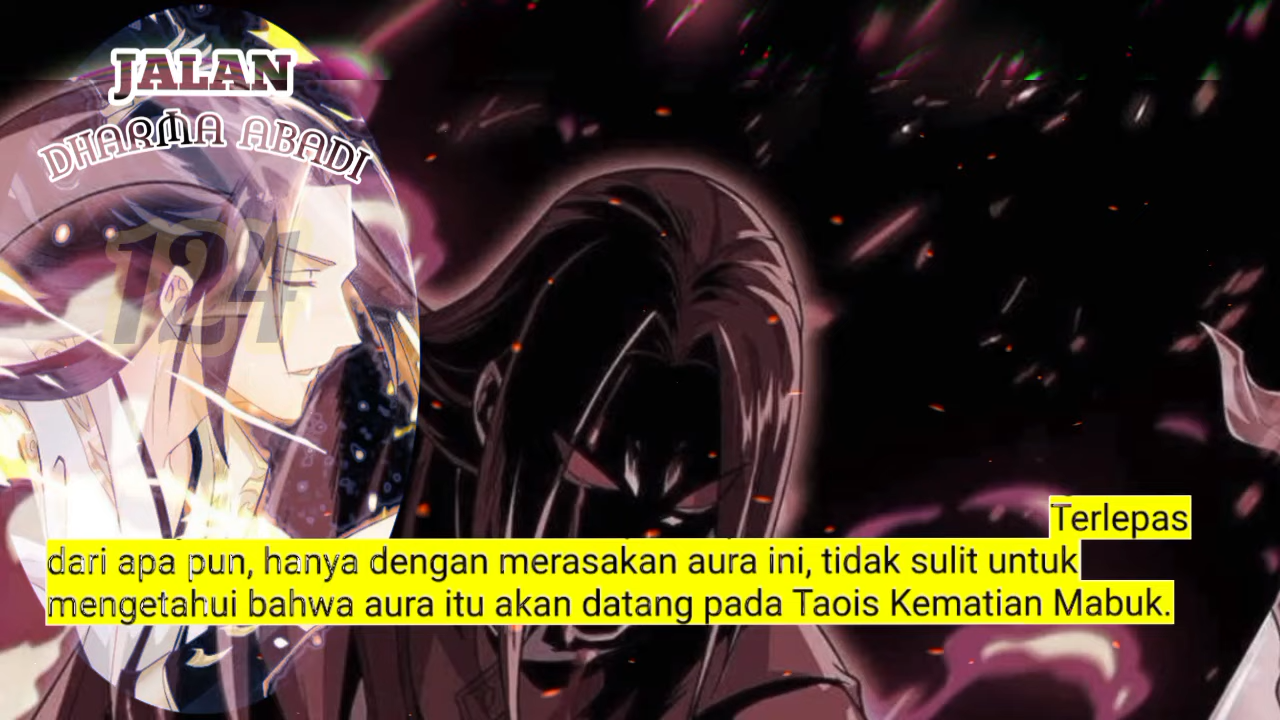 JALAN
DHARMA ABADI
124
Terlepas
dari apa pun, hanya dengan merasakan aura ini, tidak sulit untuk
mengetahui bahwa aura itu akan datang pada Taois Kematian Mabuk.